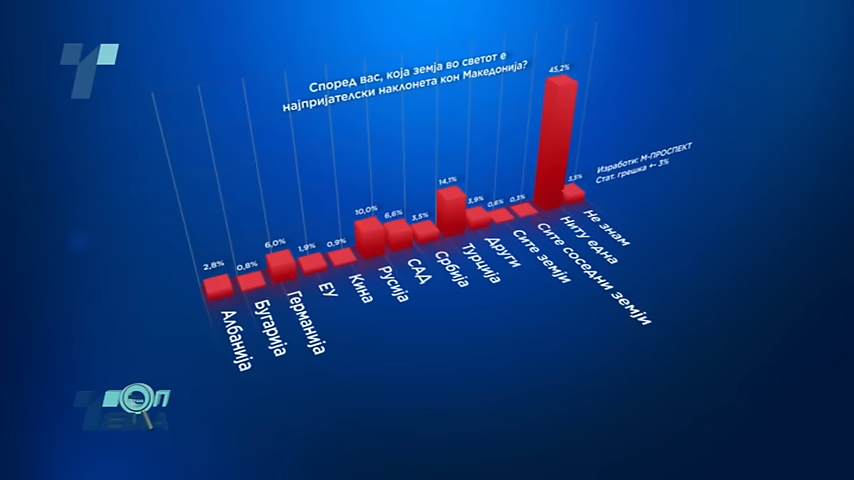 Според вас, која земја во светот е
најпријателски наклонета кон Македонија?
45,2%
Изработи: М-ПРОСПЕКТ
Стат. грешка +- 3%
2,8%
0,8%
6,0%
1,9%
0,9%
10,0%
6,6%
3,5%
14,1%
3,9%
0,6%
0,3%
3,5%
Албанија
Бугарија
Германија
ЕУ
Кина
Русија
САД
Србија
Турција
Други
Сите земји
Сите соседни земји
Ниту една
Не знам
ТОП
ТЕМА